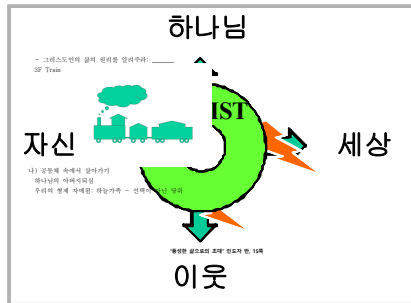 하나님
- 그리스도인의 삶의 원리를 알려주라: ______
3F Train
IST
자신
세상
나) 공동체 속에서 살아가기
하나님의 아버지되심
우리의 형제 자매됨: 하늘가족 - 선택이 아닌 당위
"풍성한 삶으로의 초대" 인도자 반, 15쪽
이웃